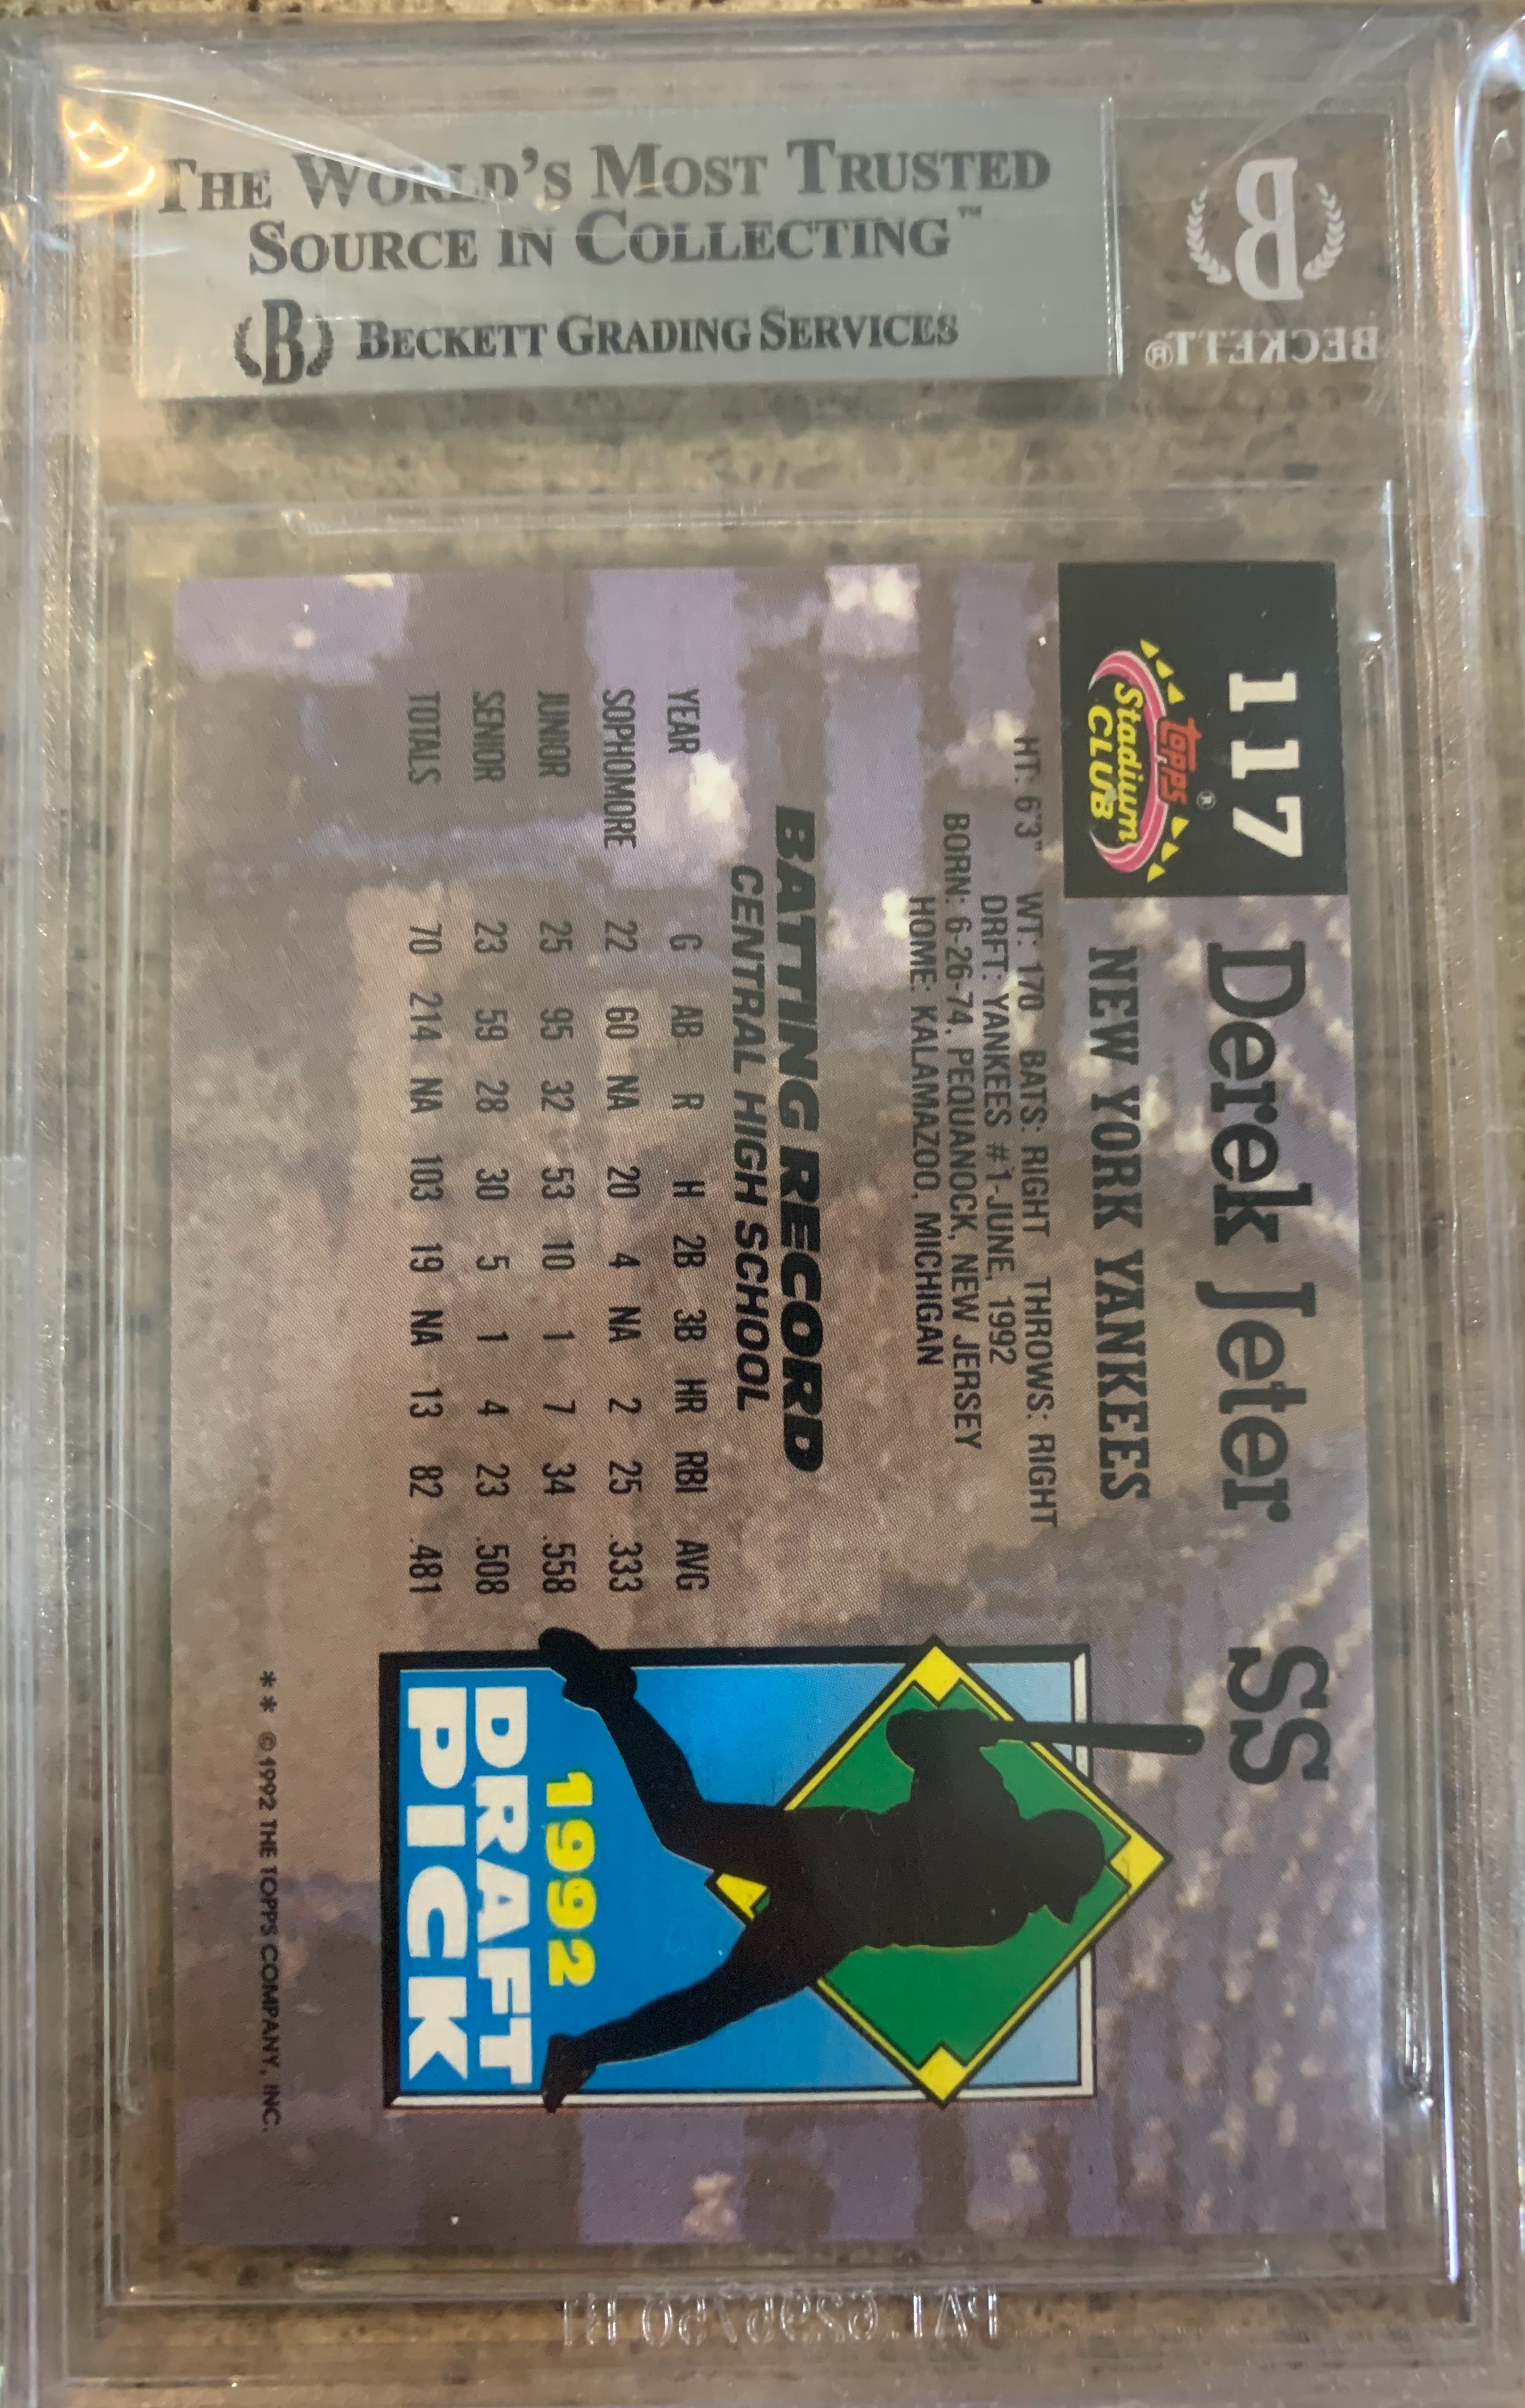 THE WORLD'S MOST TRUSTED
SOURCE IN COLLECTING™
B BECKETT GRADING SERVICES
B
BECKETT®
117
Topps®
Stadium
CLUB
Derek Jeter SS
NEW YORK YANKEES
HT: 6'3" WT: 170 BATS: RIGHT THROWS: RIGHT
DRFT: YANKEES #1-JUNE, 1992
BORN: 6-26-74, PEQUANOCK, NEW JERSEY
HOME: KALAMAZOO, MICHIGAN
BATTING RECORD
CENTRAL HIGH SCHOOL
YEAR G AB R H 2B 3B HR RBI AVG
SOPHOMORE 22 60 NA 20 4 NA 2 25 .333
JUNIOR 25 95 32 53 10 1 7 34 .558
SENIOR 23 59 28 30 5 1 4 23 .508
TOTALS 70 214 NA 103 19 NA 13 82 .481
1992
DRAFT
PICK
** ©1992 THE TOPPS COMPANY, INC.